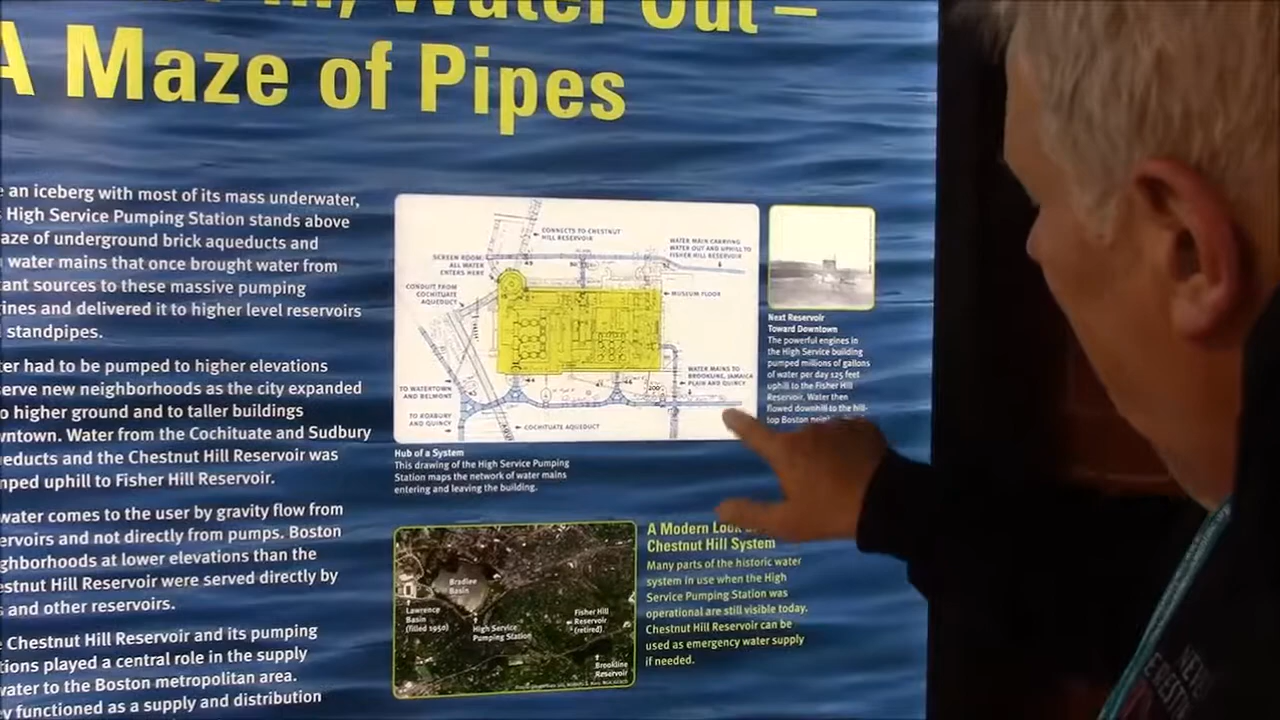 Water Out –
A Maze of Pipes
an iceberg with most of its mass underwater,
High Service Pumping Station stands above
of underground brick aqueducts and
water mains that once brought water from
sources to these massive pumping
and delivered it to higher level reservoirs
standpipes.
had to be pumped to higher elevations
new neighborhoods as the city expanded
higher ground and to taller buildings
Water from the Cochituate and Sudbury
and the Chestnut Hill Reservoir was
uphill to Fisher Hill Reservoir.
water comes to the user by gravity flow from
and not directly from pumps. Boston
at lower elevations than the
Hill Reservoir were served directly by
and other reservoirs.
Chestnut Hill Reservoir and its pumping
played a central role in the supply
water to the Boston metropolitan area.
functioned as a supply and distribution
CONNECTS TO CHESTNUT
HILL RESERVOIR
WATER MAIN CARRYING
WATER OUT AND UPHILL TO
FISHER HILL RESERVOIR
SCREEN ROOM,
ALL WATER
ENTERS HERE
CONDUIT FROM
COCHITUATE
AQUEDUCT
MUSEUM FLOOR
WATER MAINS TO
BROOKLINE, JAMAICA
PLAIN AND QUINCY
TO WATERTOWN
AND BELMONT
TO ROXBURY
AND QUINCY
COCHITUATE AQUEDUCT
Hub of a System
This drawing of the High Service Pumping
Station maps the network of water mains
entering and leaving the building.
Next Reservoir
Toward Downtown
The powerful engines in
the High Service building
pumped millions of gallons
of water per day 125 feet
uphill to the Fisher Hill
Reservoir. Water then
flowed downhill to the hill-
top Boston
Bradlee
Basin
Lawrence
Basin
(filled 1950)
High Service
Pumping Station
Fisher Hill
Reservoir
(retired)
Brookline
Reservoir
A Modern Look
Chestnut Hill System
Many parts of the historic water
system in use when the High
Service Pumping Station was
operational are still visible today.
Chestnut Hill Reservoir can be
used as emergency water supply
if needed.